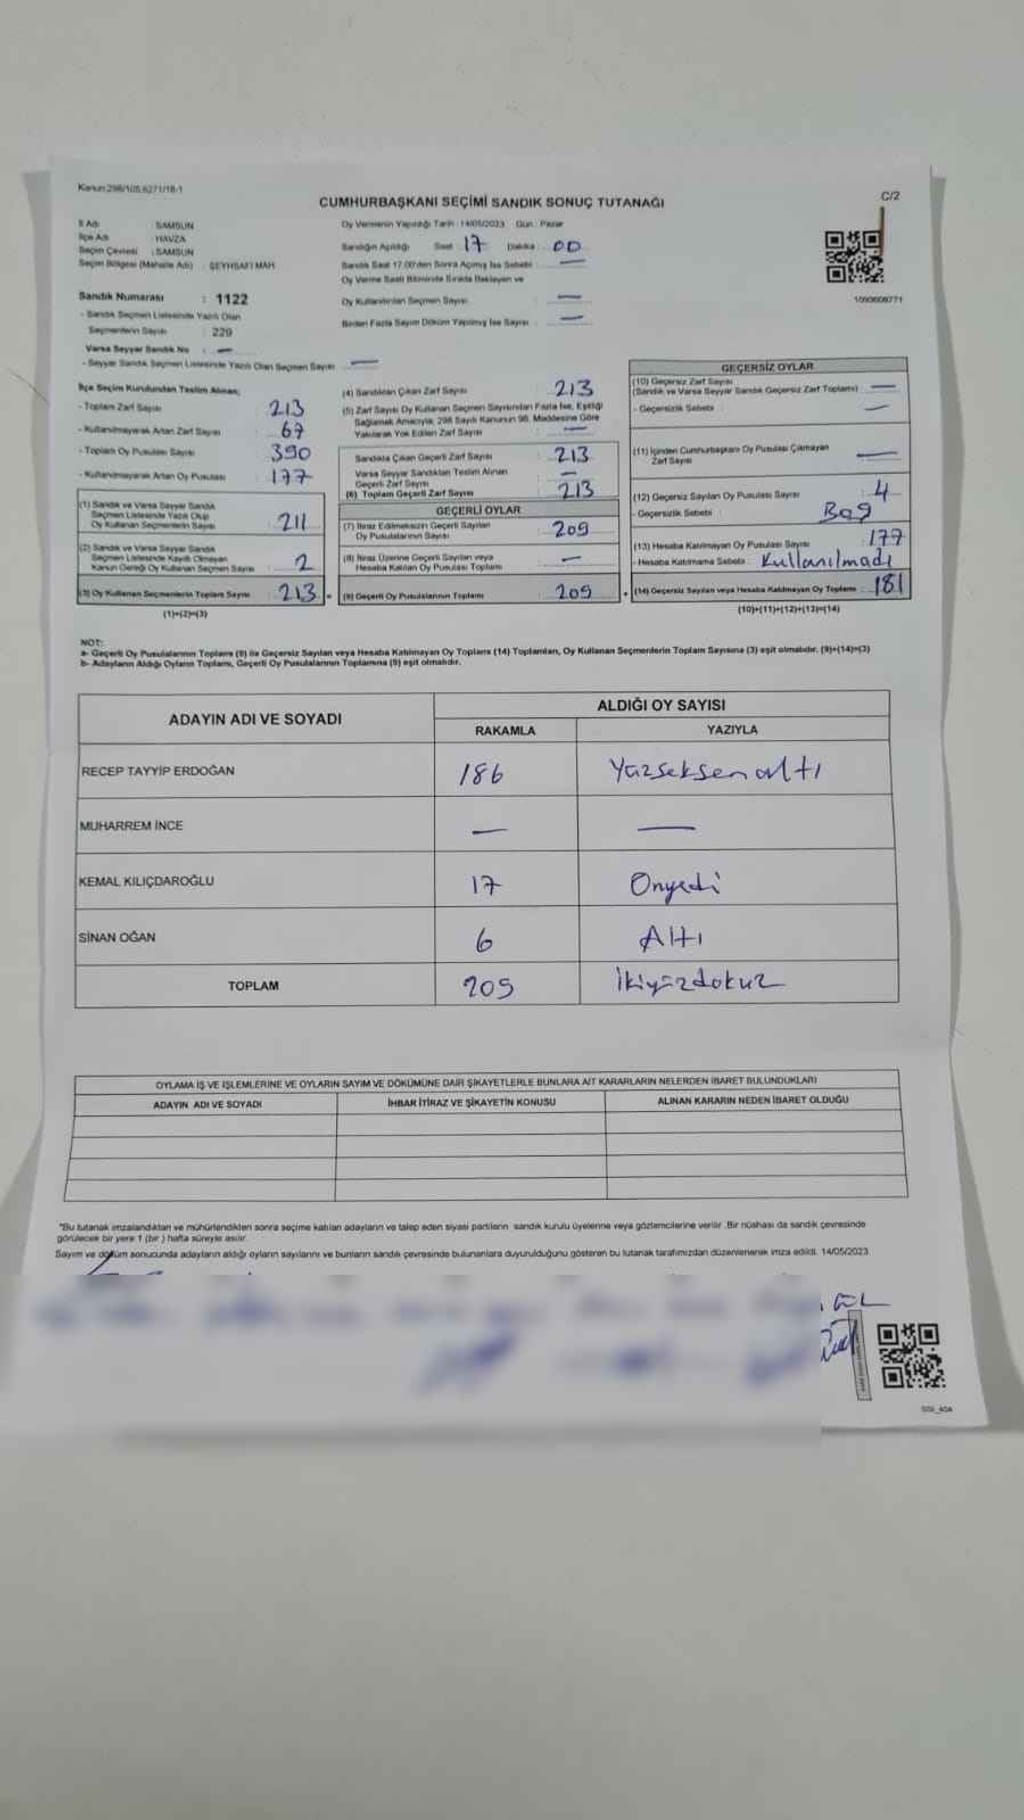 Kanun:298/105,6271/18-1
CUMHURBAŞKANI SEÇİMİ SANDIK SONUÇ TUTANAĞI
C/2
İl Adı : SAMSUN
İlçe Adı : HAVZA
Seçim Çevresi : SAMSUN
Seçim Bölgesi (Mahalle Adı) : ŞEYHSAFİ MAH.
Sandık Numarası : 1122
- Sandık Seçmen Listesinde Yazılı Olan
Seçmenlerin Sayısı : 229
Varsa Seyyar Sandık No : —
- Seyyar Sandık Seçmen Listesinde Yazılı Olan Seçmen Sayısı —
Oy Vermenin Yapıldığı Tarih : 14/05/2023 Gün : Pazar
Sandığın Açıldığı Saat : 17 Dakika : 00
Sandık Saat 17.00'den Sonra Açılmış İse Sebebi : —
Oy Verme Saati Bitiminde Sırada Bekleyen ve
Oy Kullandırılan Seçmen Sayısı : —
Birden Fazla Sayım Döküm Yapılmış İse Sayısı : —
1090608771
İlçe Seçim Kurulundan Teslim Alınan;
- Toplam Zarf Sayısı : 213
- Kullanılmayarak Artan Zarf Sayısı : 67
- Toplam Oy Pusulası Sayısı : 390
- Kullanılmayarak Artan Oy Pusulası : 177
(1) Sandık ve Varsa Seyyar Sandık
Seçmen Listesinde Yazılı Olup
Oy Kullanan Seçmenlerin Sayısı : 211
(2) Sandık ve Varsa Seyyar Sandık
Seçmen Listesinde Kayıtlı Olmayan
Kanun Gereği Oy Kullanan Seçmen Sayısı : 2
(3) Oy Kullanan Seçmenlerin Toplam Sayısı : 213
(1)+(2)=(3)
(4) Sandıktan Çıkan Zarf Sayısı : 213
(5) Zarf Sayısı Oy Kullanan Seçmen Sayısından Fazla İse, Eşitliği
Sağlamak Amacıyla, 298 Sayılı Kanunun 98. Maddesine Göre
Yakılarak Yok Edilen Zarf Sayısı : —
Sandıkta Çıkan Geçerli Zarf Sayısı : 213
Varsa Seyyar Sandıktan Teslim Alınan
Geçerli Zarf Sayısı : —
(6) Toplam Geçerli Zarf Sayısı : 213
GEÇERLİ OYLAR
(7) İtiraz Edilmeksizin Geçerli Sayılan
Oy Pusulalarının Sayısı : 209
(8) İtiraz Üzerine Geçerli Sayılan veya
Hesaba Katılan Oy Pusulası Toplamı : —
(9) Geçerli Oy Pusulalarının Toplamı : 209
GEÇERSİZ OYLAR
(10) Geçersiz Zarf Sayısı
(Sandık ve Varsa Seyyar Sandık Geçersiz Zarf Toplamı) : —
- Geçersizlik Sebebi : —
(11) İçinden Cumhurbaşkanı Oy Pusulası Çıkmayan
Zarf Sayısı : —
(12) Geçersiz Sayılan Oy Pusulası Sayısı : 4
- Geçersizlik Sebebi : Boş
(13) Hesaba Katılmayan Oy Pusulası Sayısı : 177
- Hesaba Katılmama Sebebi : Kullanılmadı
(14) Geçersiz Sayılan veya Hesaba Katılmayan Oy Toplamı : 181
(10)+(11)+(12)+(13)=(14)
NOT:
a- Geçerli Oy Pusulalarının Toplamı (9) ile Geçersiz Sayılan veya Hesaba Katılmayan Oy Toplamı (14) Toplamları, Oy Kullanan Seçmenlerin Toplam Sayısına (3) eşit olmalıdır. (9)+(14)=(3)
b- Adayların Aldığı Oyların Toplamı, Geçerli Oy Pusulalarının Toplamına (9) eşit olmalıdır.
ADAYIN ADI VE SOYADI
ALDIĞI OY SAYISI
RAKAMLA YAZIYLA
RECEP TAYYİP ERDOĞAN 186 Yüzseksen altı
MUHARREM İNCE — —
KEMAL KILIÇDAROĞLU 17 Onyedi
SİNAN OĞAN 6 Altı
TOPLAM 209 İkiyüzdokuz
OYLAMA İŞ VE İŞLEMLERİNE VE OYLARIN SAYIM VE DÖKÜMÜNE DAİR ŞİKAYETLERLE BUNLARA AİT KARARLARIN NELERDEN İBARET BULUNDUKLARI
ADAYIN ADI VE SOYADI İHBAR İTİRAZ VE ŞİKAYETİN KONUSU ALINAN KARARIN NEDEN İBARET OLDUĞU
*Bu tutanak imzalandıktan ve mühürlendikten sonra seçime katılan adayların ve talep eden siyasi partilerin sandık kurulu üyelerine veya gözlemcilerine verilir. Bir nüshası da sandık çevresinde
görülecek bir yere 1 (bir) hafta süreyle asılır.
Sayım ve döküm sonucunda adayların aldığı oyların sayılarını ve bunların sandık çevresinde bulunanlara duyurulduğunu gösteren bu tutanak tarafımızdan düzenlenerek imza edildi. 14/05/2023